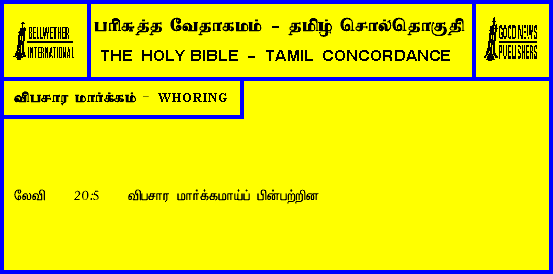 BELLWETHER
INTERNATIONAL
பரிசுத்த வேதாகமம் - தமிழ் சொல்தொகுதி
THE HOLY BIBLE - TAMIL CONCORDANCE
GOOD NEWS
PUBLISHERS
விபசார மார்க்கம் - WHORING
லேவி 20:5 விபசார மார்க்கமாய்ப் பின்பற்றின